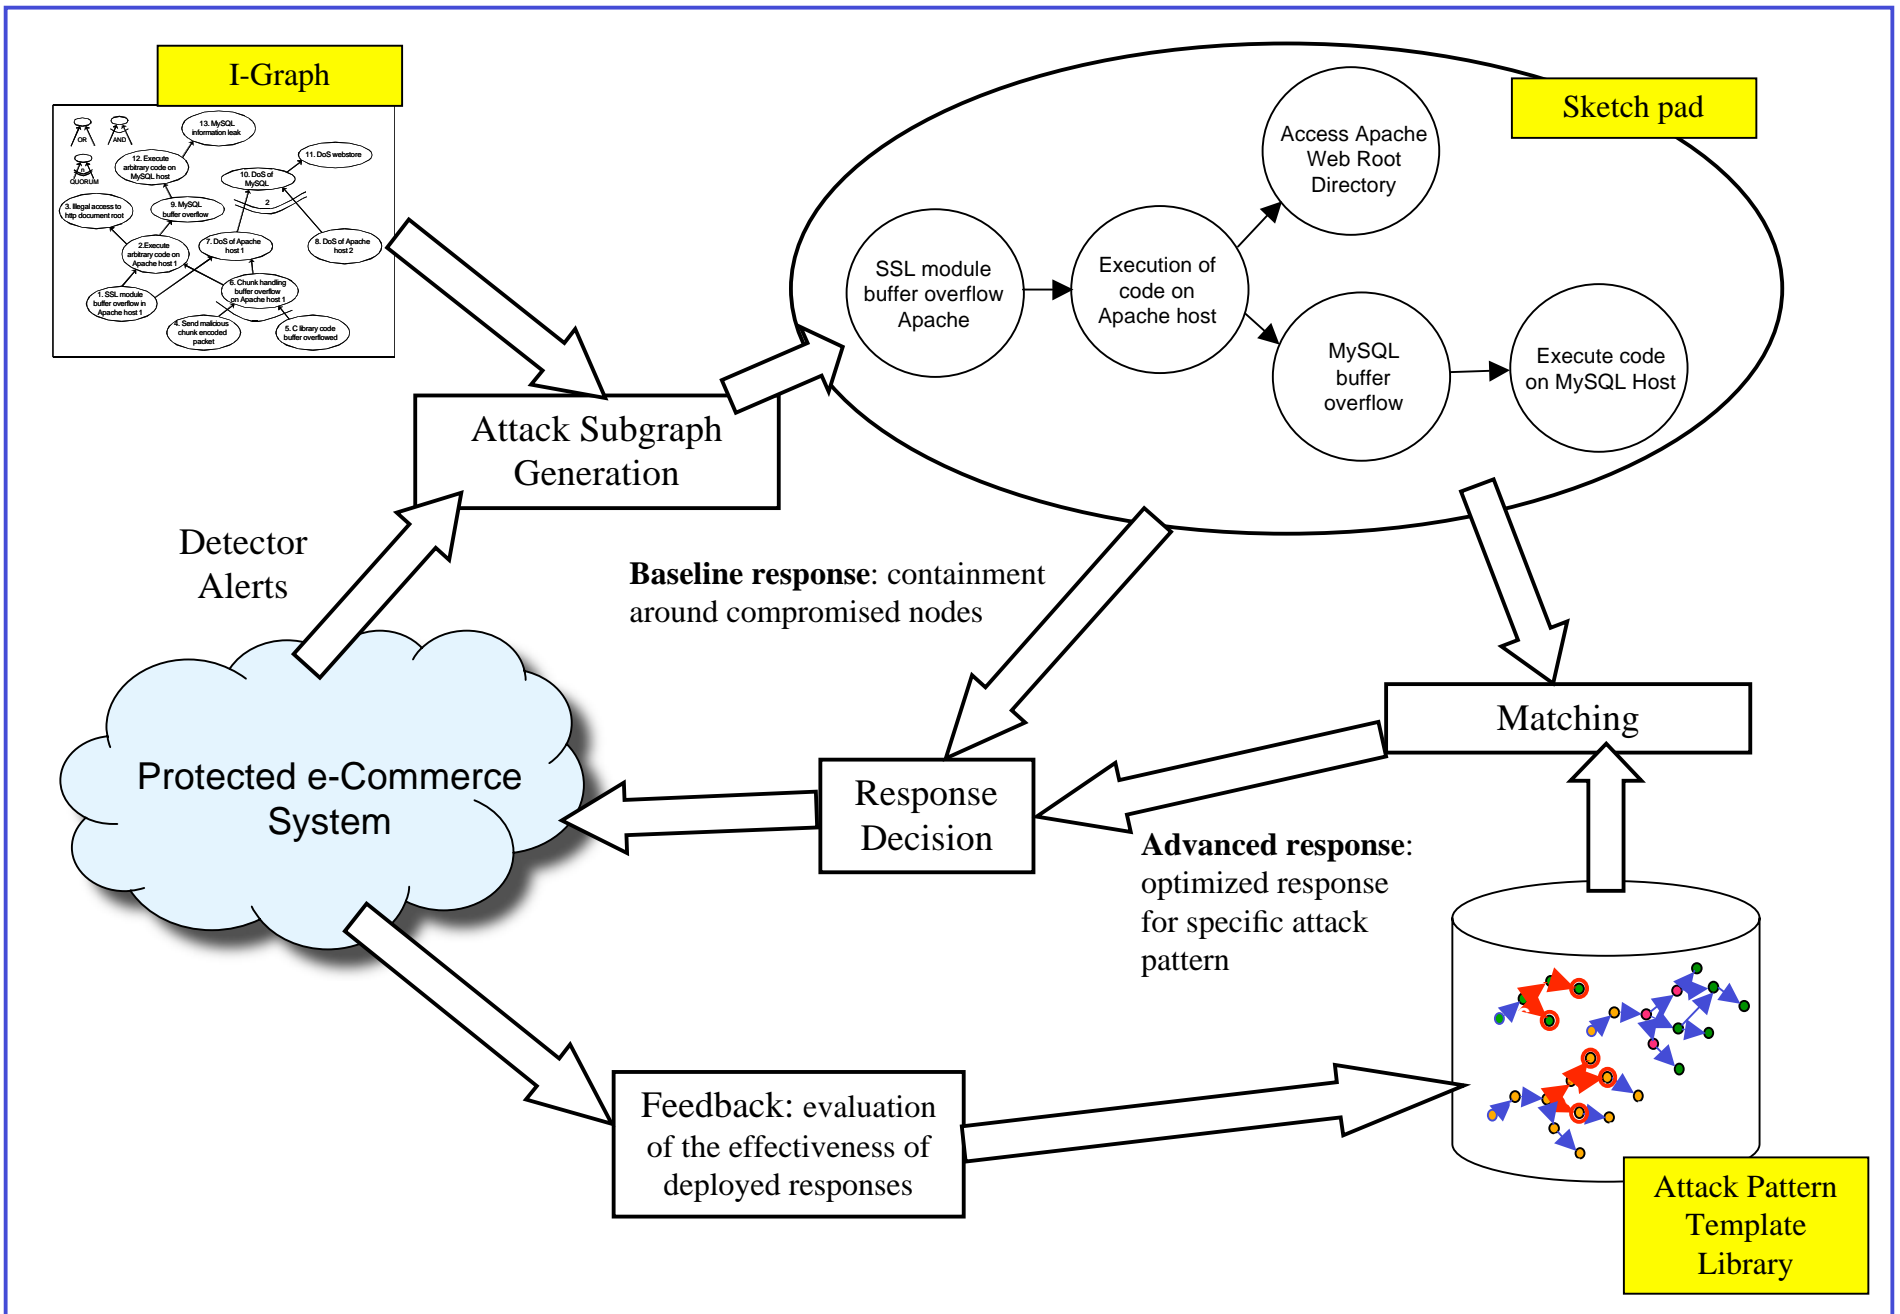 I-Graph
OR
AND
n
QUORUM
13. MySQL
information leak
12. Execute
arbitrary code on
MySQL host
11. DoS webstore
10. DoS of
MySQL
3. Illegal access to
http document root
9. MySQL
buffer overflow
2
2.Execute
arbitrary code on
Apache host 1
7. DoS of Apache
host 1
8. DoS of Apache
host 2
1. SSL module
buffer overflow in
Apache host 1
6. Chunk handling
buffer overflow
on Apache host 1
4. Send malicious
chunk encoded
packet
5. C library code
buffer overflowed
Sketch pad
SSL module
buffer overflow
Apache
Execution of
code on
Apache host
Access Apache
Web Root
Directory
MySQL
buffer
overflow
Execute code
on MySQL Host
Attack Subgraph
Generation
Detector
Alerts
Baseline response: containment
around compromised nodes
Matching
Protected e-Commerce
System
Response
Decision
Advanced response:
optimized response
for specific attack
pattern
Feedback: evaluation
of the effectiveness of
deployed responses
Attack Pattern
Template
Library